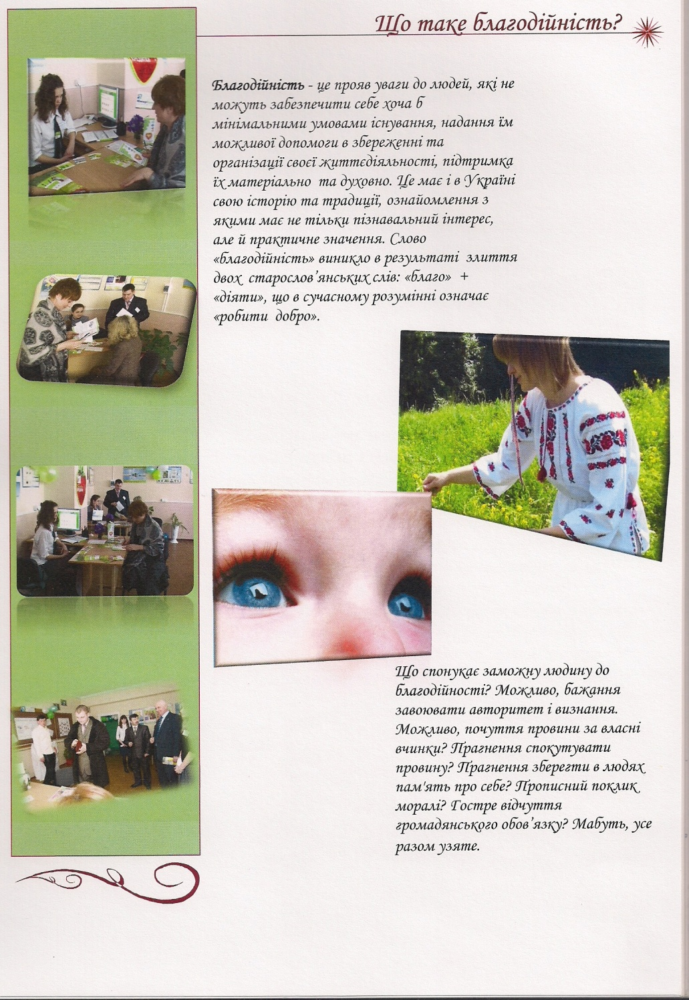 Що таке благодійність?
Благодійність - це прояв уваги до людей, які не
можуть забезпечити себе хоча б
мінімальними умовами існування, надання їм
можливої допомоги в збереженні та
організації своєї життєдіяльності, підтримка
їх матеріально та духовно. Це має і в Україні
свою історію та традиції, ознайомлення з
якими має не тільки пізнавальний інтерес,
але й практичне значення. Слово
«благодійність» виникло в результаті злиття
двох старослов’янських слів: «благо» +
«діяти», що в сучасному розумінні означає
«робити добро».
Що спонукає заможну людину до
благодійності? Можливо, бажання
завоювати авторитет і визнання.
Можливо, почуття провини за власні
вчинки? Прагнення спокутувати
провину? Прагнення зберегти в людях
пам'ять про себе? Прописний поклик
моралі? Гостре відчуття
громадянського обов’язку? Мабуть, усе
разом узяте.